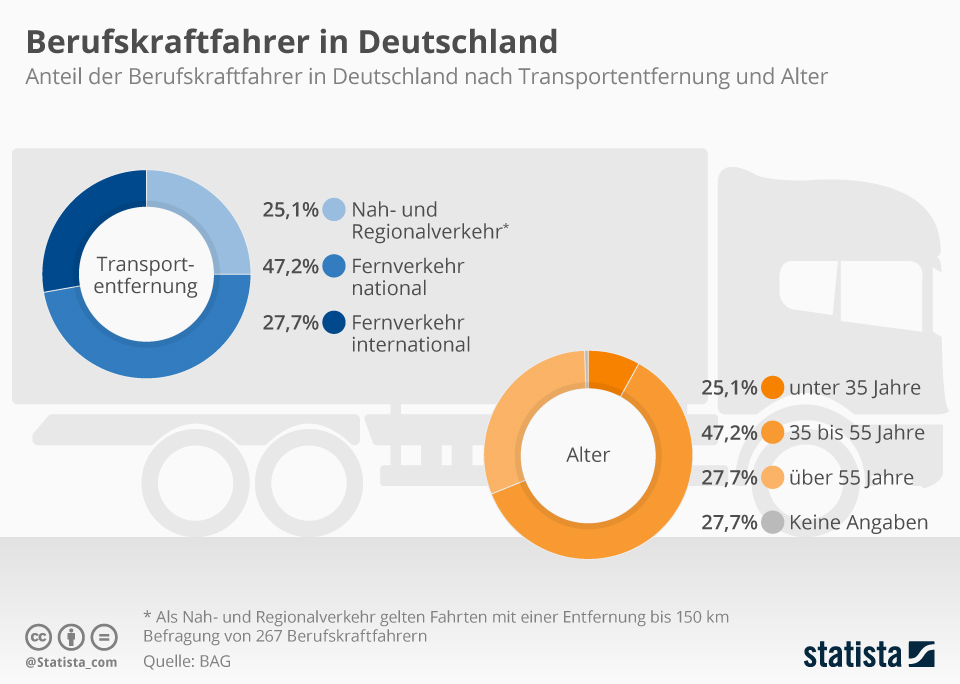 Berufskraftfahrer in Deutschland
Anteil der Berufskraftfahrer in Deutschland nach Transportentfernung und Alter
Transport-
entfernung
25,1% Nah- und
Regionalverkehr*
47,2% Fernverkehr
national
27,7% Fernverkehr
international
Alter
25,1% unter 35 Jahre
47,2% 35 bis 55 Jahre
27,7% über 55 Jahre
27,7% Keine Angaben
* Als Nah- und Regionalverkehr gelten Fahrten mit einer Entfernung bis 150 km
Befragung von 267 Berufskraftfahrern
Quelle: BAG
cc
@Statista_com
statista